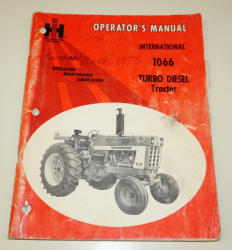 OPERATOR'S MANUAL
INTERNATIONAL
1066
TURBO DIESEL
Tractor
OPERATION
MAINTENANCE
LUBRICATION